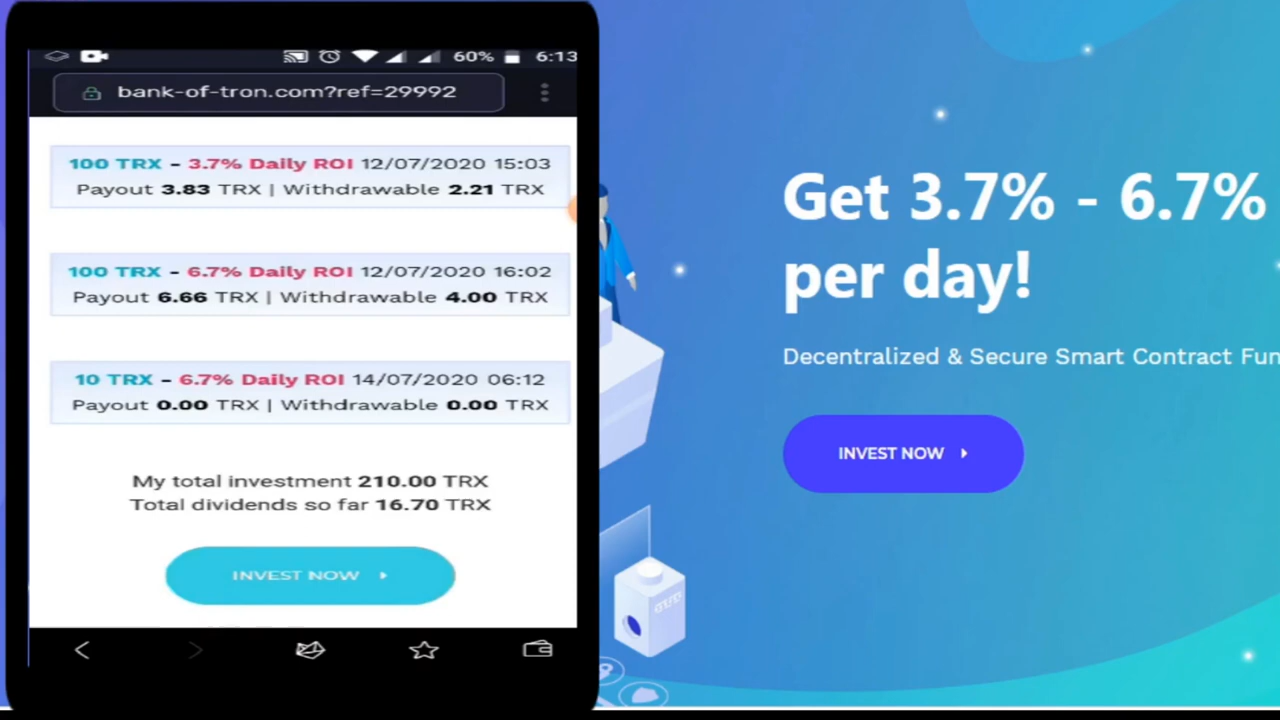 60% 6:13
bank-of-tron.com?ref=29992
100 TRX - 3.7% Daily ROI 12/07/2020 15:03
Payout 3.83 TRX | Withdrawable 2.21 TRX
100 TRX - 6.7% Daily ROI 12/07/2020 16:02
Payout 6.66 TRX | Withdrawable 4.00 TRX
10 TRX - 6.7% Daily ROI 14/07/2020 06:12
Payout 0.00 TRX | Withdrawable 0.00 TRX
My total investment 210.00 TRX
Total dividends so far 16.70 TRX
INVEST NOW
Get 3.7% - 6.7%
per day!
Decentralized & Secure Smart Contract Fun
INVEST NOW